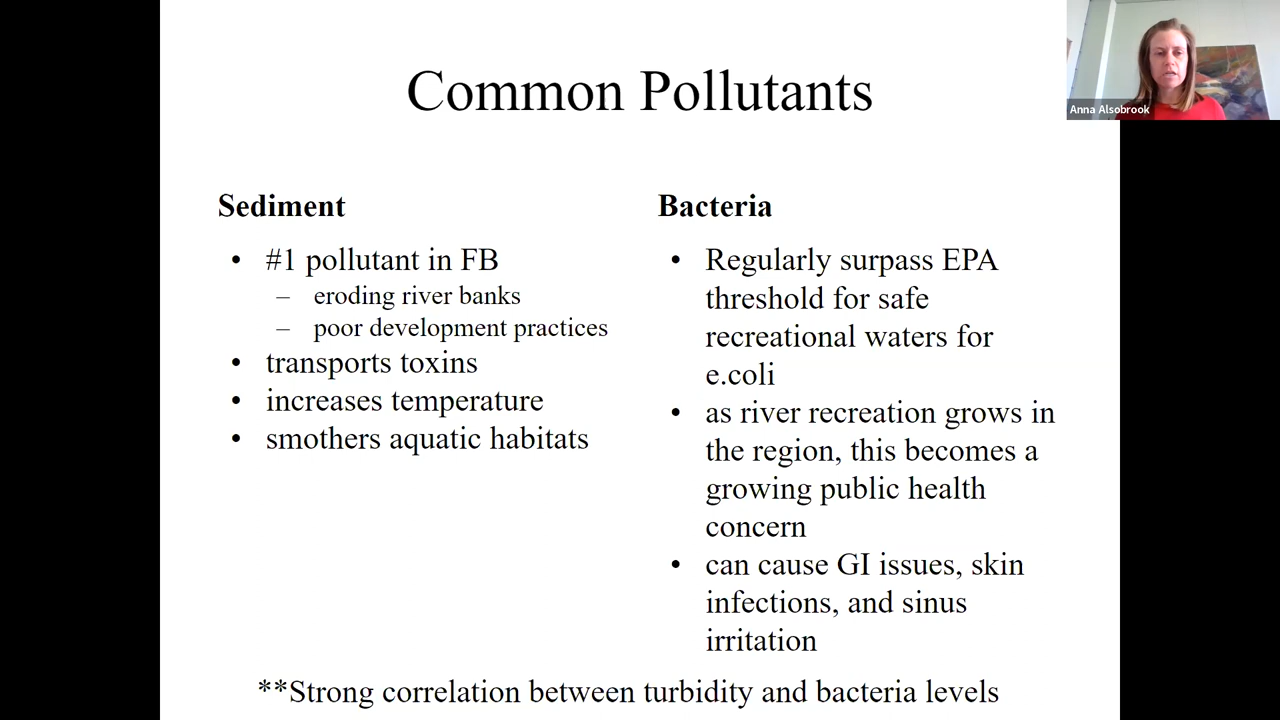 Common Pollutants
Anna Alsobrook
Sediment
• #1 pollutant in FB
– eroding river banks
– poor development practices
• transports toxins
• increases temperature
• smothers aquatic habitats
Bacteria
• Regularly surpass EPA
threshold for safe
recreational waters for
e.coli
• as river recreation grows in
the region, this becomes a
growing public health
concern
• can cause GI issues, skin
infections, and sinus
irritation
**Strong correlation between turbidity and bacteria levels